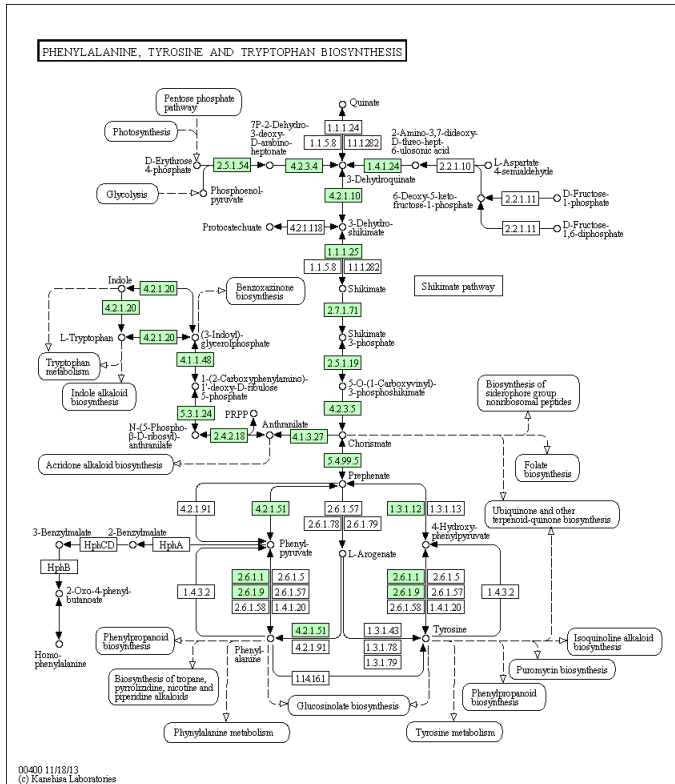 PHENYLALANINE, TYROSINE AND TRYPTOPHAN BIOSYNTHESIS
Pentose phosphate
pathway
Photosynthesis
Glycolysis
D-Erythrose
4-phosphate
Phosphoenol-
pyruvate
2.5.1.54
7P-2-Dehydro-
3-deoxy-
D-arabino-
heptonate
4.2.3.4
Quinate
1.1.1.24
1.1.5.8
1.1.1.282
2-Amino-3,7-dideoxy-
D-threo-hept-
6-ulosonic acid
1.4.1.24
2.2.1.10
L-Aspartate
4-semialdehyde
3-Dehydroquinate
6-Deoxy-5-keto-
fructose-1-phosphate
2.2.1.11
D-Fructose-
1-phosphate
2.2.1.11
D-Fructose-
1,6-diphosphate
4.2.1.10
Protocatechuate
4.2.1.118
3-Dehydro-
shikimate
1.1.1.25
1.1.5.8
1.1.1.282
Shikimate
Shikimate pathway
2.7.1.71
Shikimate
3-phosphate
2.5.1.19
5-O-(1-Carboxyvinyl)-
3-phosphoshikimate
4.2.3.5
Indole
4.2.1.20
Benzoxazinone
biosynthesis
4.2.1.20
L-Tryptophan
4.2.1.20
(3-Indoyl)-
glycerolphosphate
Tryptophan
metabolism
Indole alkaloid
biosynthesis
4.1.1.48
1-(2-Carboxyphenylamino)-
1'-deoxy-D-ribulose
5-phosphate
5.3.1.24
PRPP
N-(5-Phospho-
β-D-ribosyl)-
anthranilate
2.4.2.18
Anthranilate
4.1.3.27
Chorismate
Acridone alkaloid biosynthesis
Biosynthesis of
siderophore group
nonribosomal peptides
Folate
biosynthesis
Ubiquinone and other
terpenoid-quinone biosynthesis
5.4.99.5
Prephenate
4.2.1.91
4.2.1.51
2.6.1.57
2.6.1.78
2.6.1.79
1.3.1.12
1.3.1.13
3-Benzylmalate
2-Benzylmalate
HphCD
HphA
Phenyl-
pyruvate
L-Arogenate
4-Hydroxy-
phenylpyruvate
HphB
2-Oxo-4-phenyl-
butanoate
Homo-
phenylalanine
1.4.3.2
2.6.1.1
2.6.1.5
2.6.1.9
2.6.1.57
2.6.1.58
1.4.1.20
2.6.1.1
2.6.1.5
2.6.1.9
2.6.1.57
2.6.1.58
1.4.1.20
1.4.3.2
Phenylpropanoid
biosynthesis
Phenyl-
alanine
4.2.1.51
4.2.1.91
1.3.1.43
1.3.1.78
1.3.1.79
Tyrosine
Isoquinoline alkaloid
biosynthesis
Puromycin biosynthesis
Phenylpropanoid
biosynthesis
1.14.16.1
Biosynthesis of tropane,
pyrrolizidine, nicotine and
piperidine alkaloids
Glucosinolate biosynthesis
Phynylalanine metabolism
Tyrosine metabolism
00400 11/18/13
(c) Kanehisa Laboratories